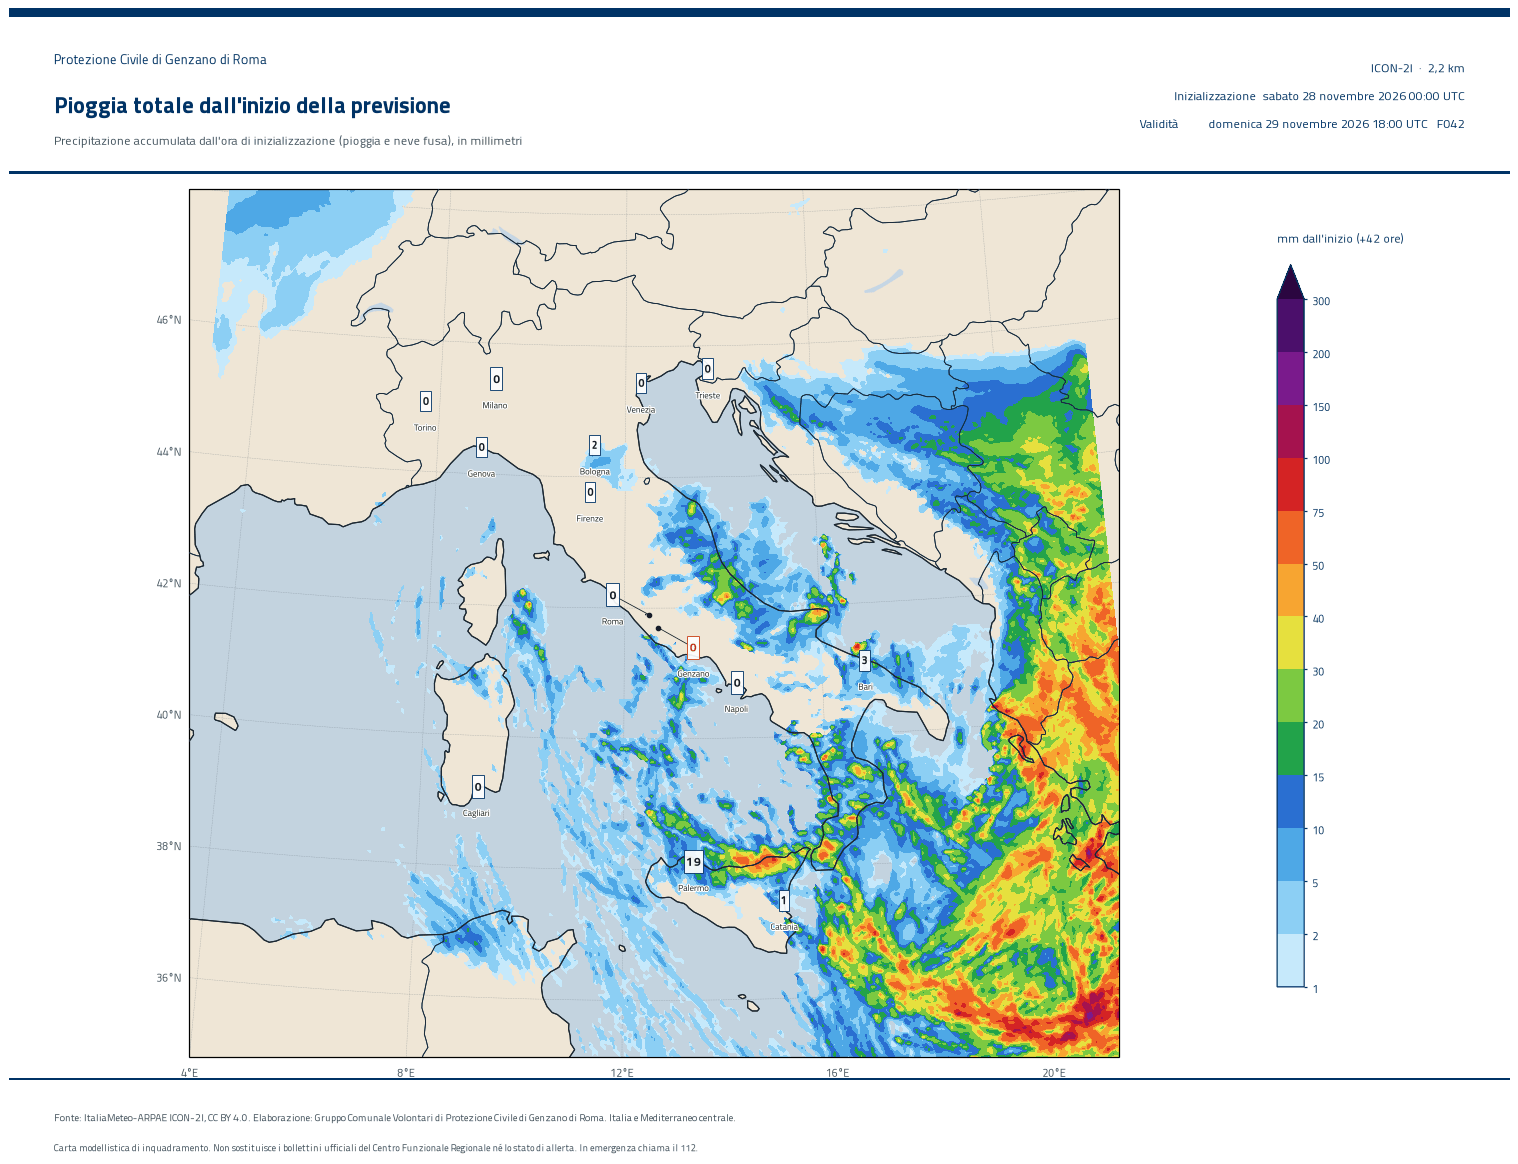 Protezione Civile di Genzano di Roma
Pioggia totale dall'inizio della previsione
Precipitazione accumulata dall'ora di inizializzazione (pioggia e neve fusa), in millimetri
ICON-2I · 2,2 km
Inizializzazione sabato 28 novembre 2026 00:00 UTC
Validità domenica 29 novembre 2026 18:00 UTC F042
mm dall'inizio (+42 ore)
300
200
150
100
75
50
40
30
20
15
10
5
2
1
46°N
44°N
42°N
40°N
38°N
36°N
4°E
8°E
12°E
16°E
20°E
0
Torino
0
Milano
0
Venezia
0
Trieste
0
Genova
2
Bologna
0
Firenze
0
Roma
0
Genzano
0
Napoli
3
Bari
0
Cagliari
19
Palermo
1
Catania
Fonte: ItaliaMeteo-ARPAE ICON-2I, CC BY 4.0. Elaborazione: Gruppo Comunale Volontari di Protezione Civile di Genzano di Roma. Italia e Mediterraneo centrale.
Carta modellistica di inquadramento. Non sostituisce i bollettini ufficiali del Centro Funzionale Regionale né lo stato di allerta. In emergenza chiama il 112.